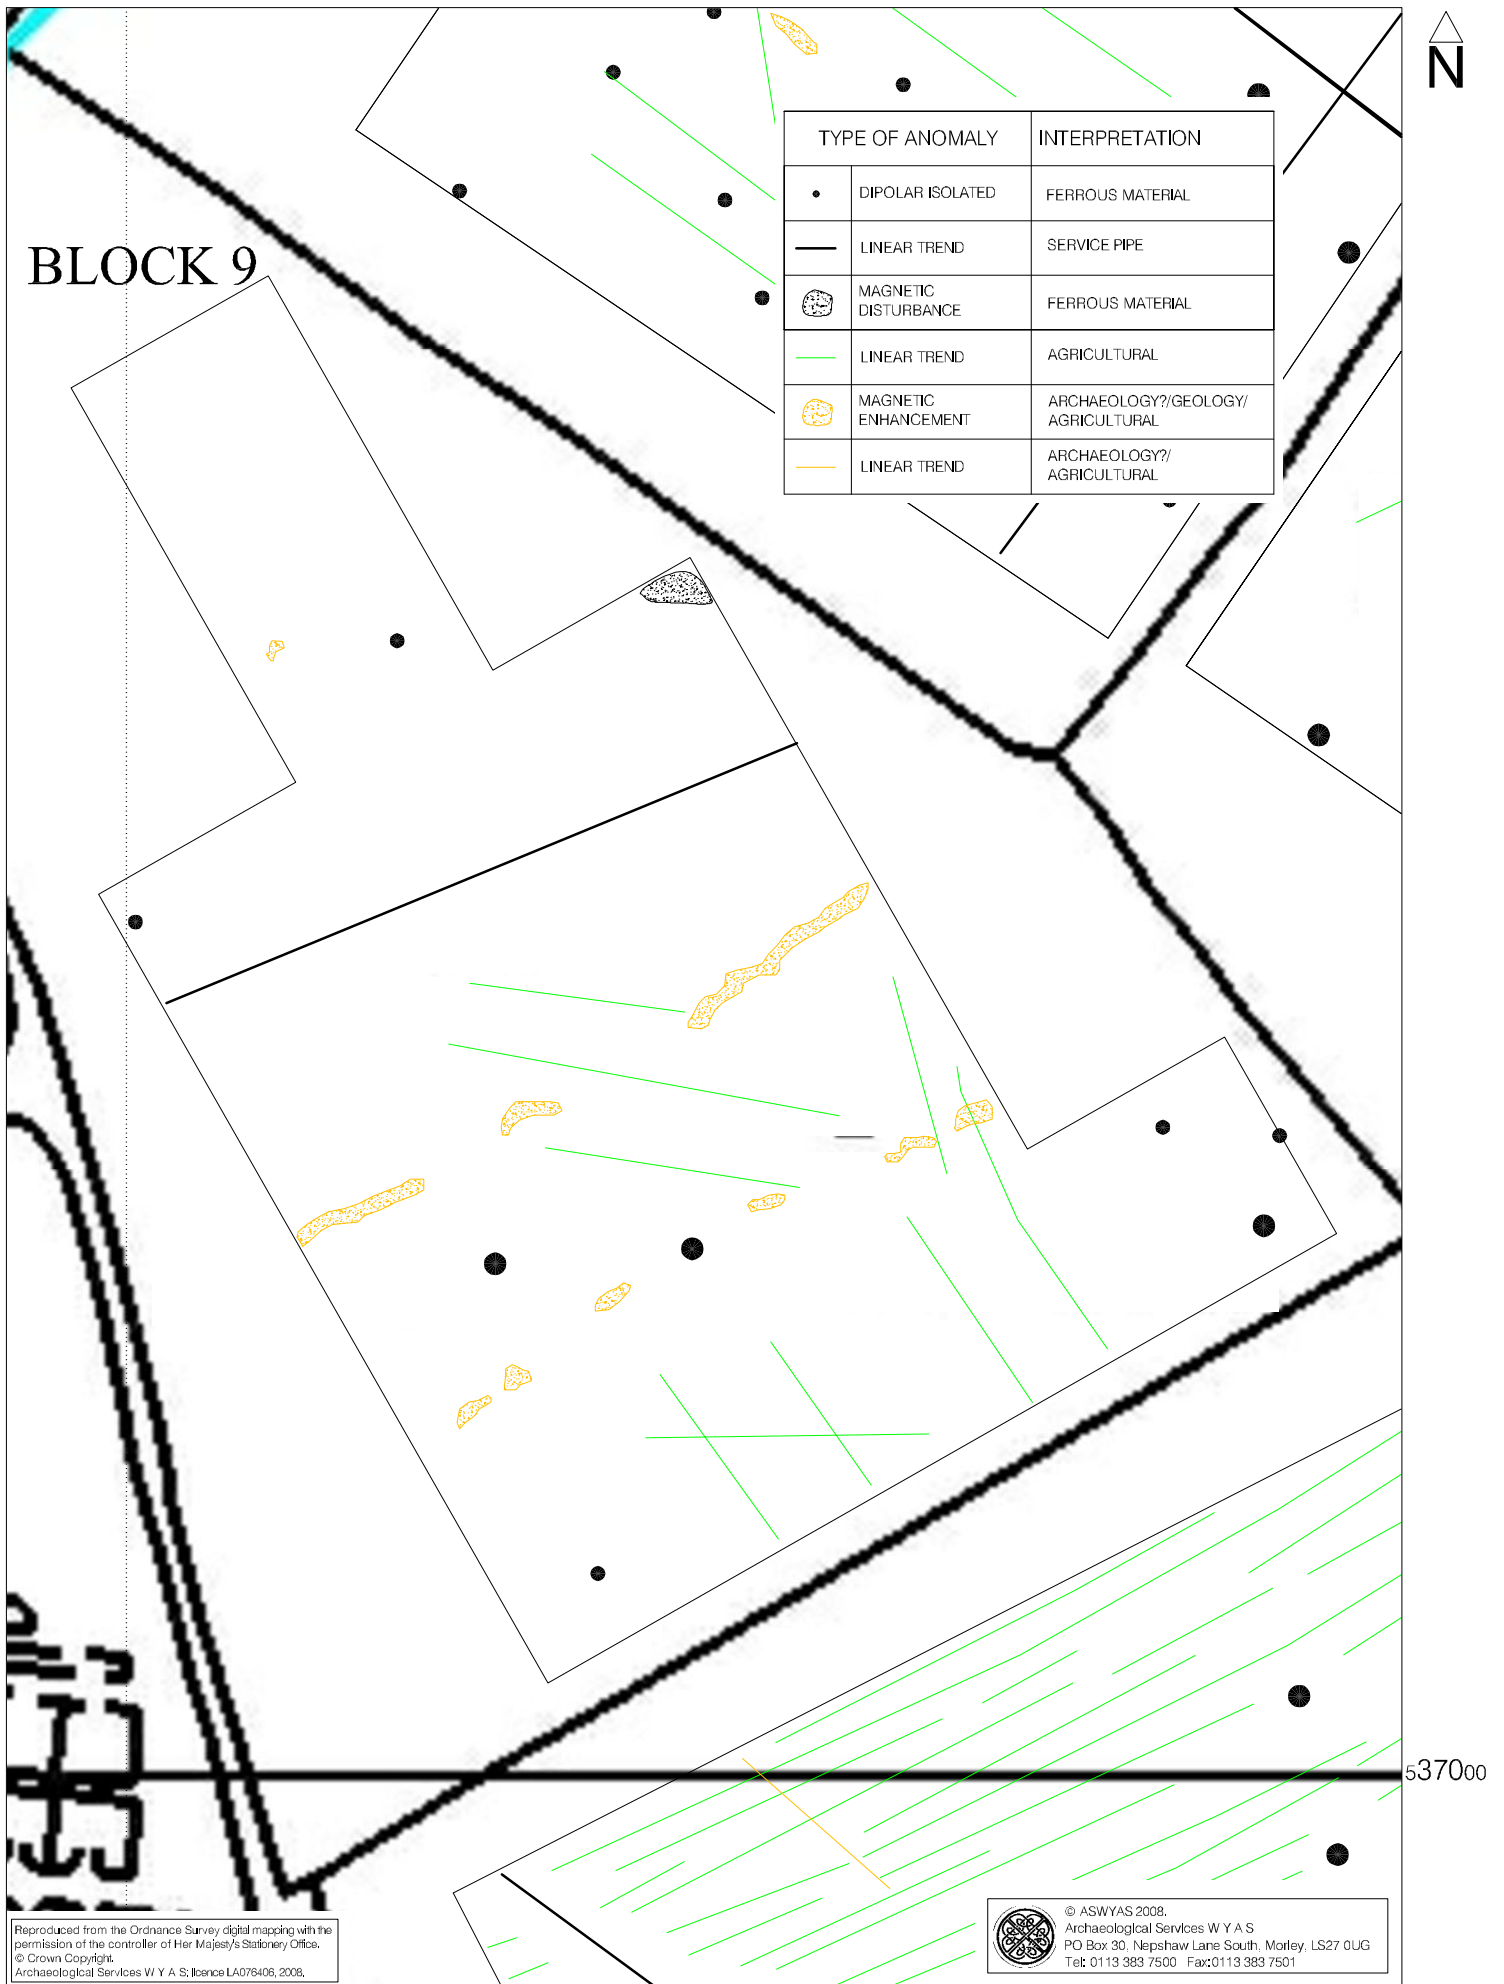 N
BLOCK 9
TYPE OF ANOMALY INTERPRETATION
DIPOLAR ISOLATED FERROUS MATERIAL
LINEAR TREND SERVICE PIPE
MAGNETIC
DISTURBANCE FERROUS MATERIAL
LINEAR TREND AGRICULTURAL
MAGNETIC ARCHAEOLOGY?/GEOLOGY/
ENHANCEMENT AGRICULTURAL
LINEAR TREND ARCHAEOLOGY?/
AGRICULTURAL
537000
Reproduced from the Ordnance Survey digital mapping with the
permission of the controller of Her Majesty's Stationery Office.
© Crown Copyright.
Archaeological Services W Y A S: licence LA076406, 2008.
© ASWYAS 2008.
Archaeological Services W Y A S
PO Box 30, Nepshaw Lane South, Morley, LS27 0UG
Tel: 0113 383 7500 Fax: 0113 383 7501